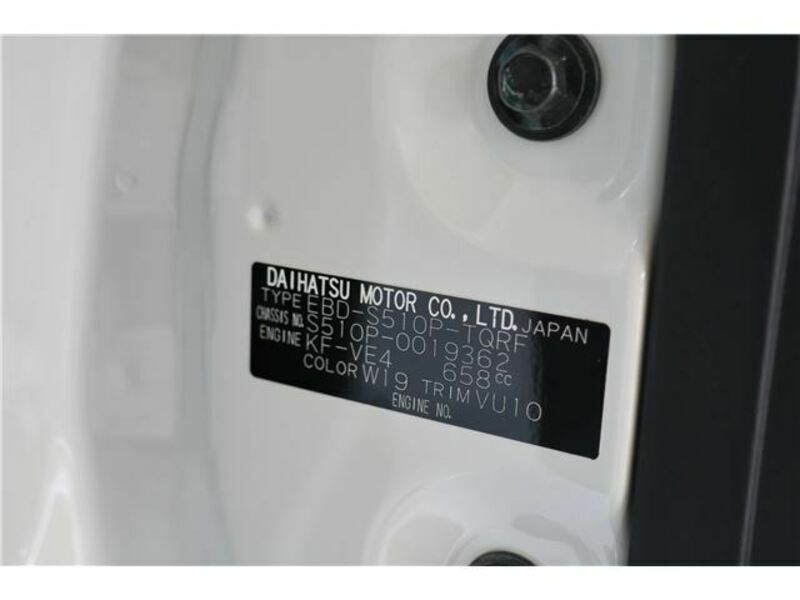 DAIHATSU MOTOR CO., LTD. JAPAN
TYPE EBD-S510P-TQRF
CHASSIS NO. S510P-0019362
ENGINE KF-VE4 658cc
COLOR W19 TRIM VU10
ENGINE NO.